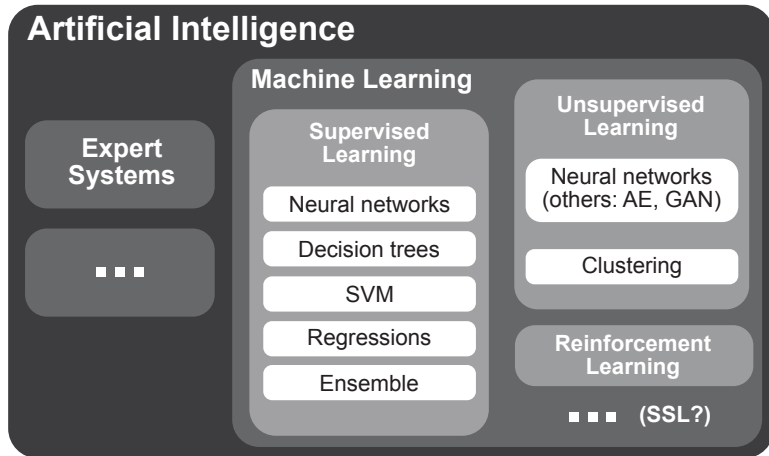 Artificial Intelligence
Expert
Systems
...
Machine Learning
Supervised
Learning
Neural networks
Decision trees
SVM
Regressions
Ensemble
Unsupervised
Learning
Neural networks
(others: AE, GAN)
Clustering
Reinforcement
Learning
... (SSL?)